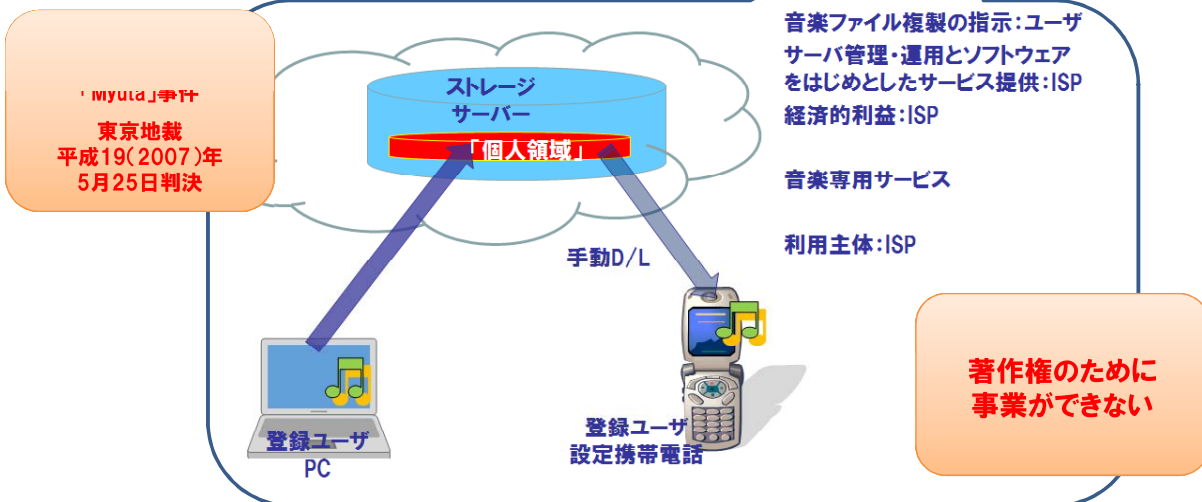 「Myuta」事件
東京地裁
平成19(2007)年
5月25日判決
ストレージ
サーバー
「個人領域」
手動D/L
登録ユーザ
PC
登録ユーザ
設定携帯電話
音楽ファイル複製の指示:ユーザ
サーバ管理・運用とソフトウェア
をはじめとしたサービス提供:ISP
経済的利益:ISP
音楽専用サービス
利用主体:ISP
著作権のために
事業ができない